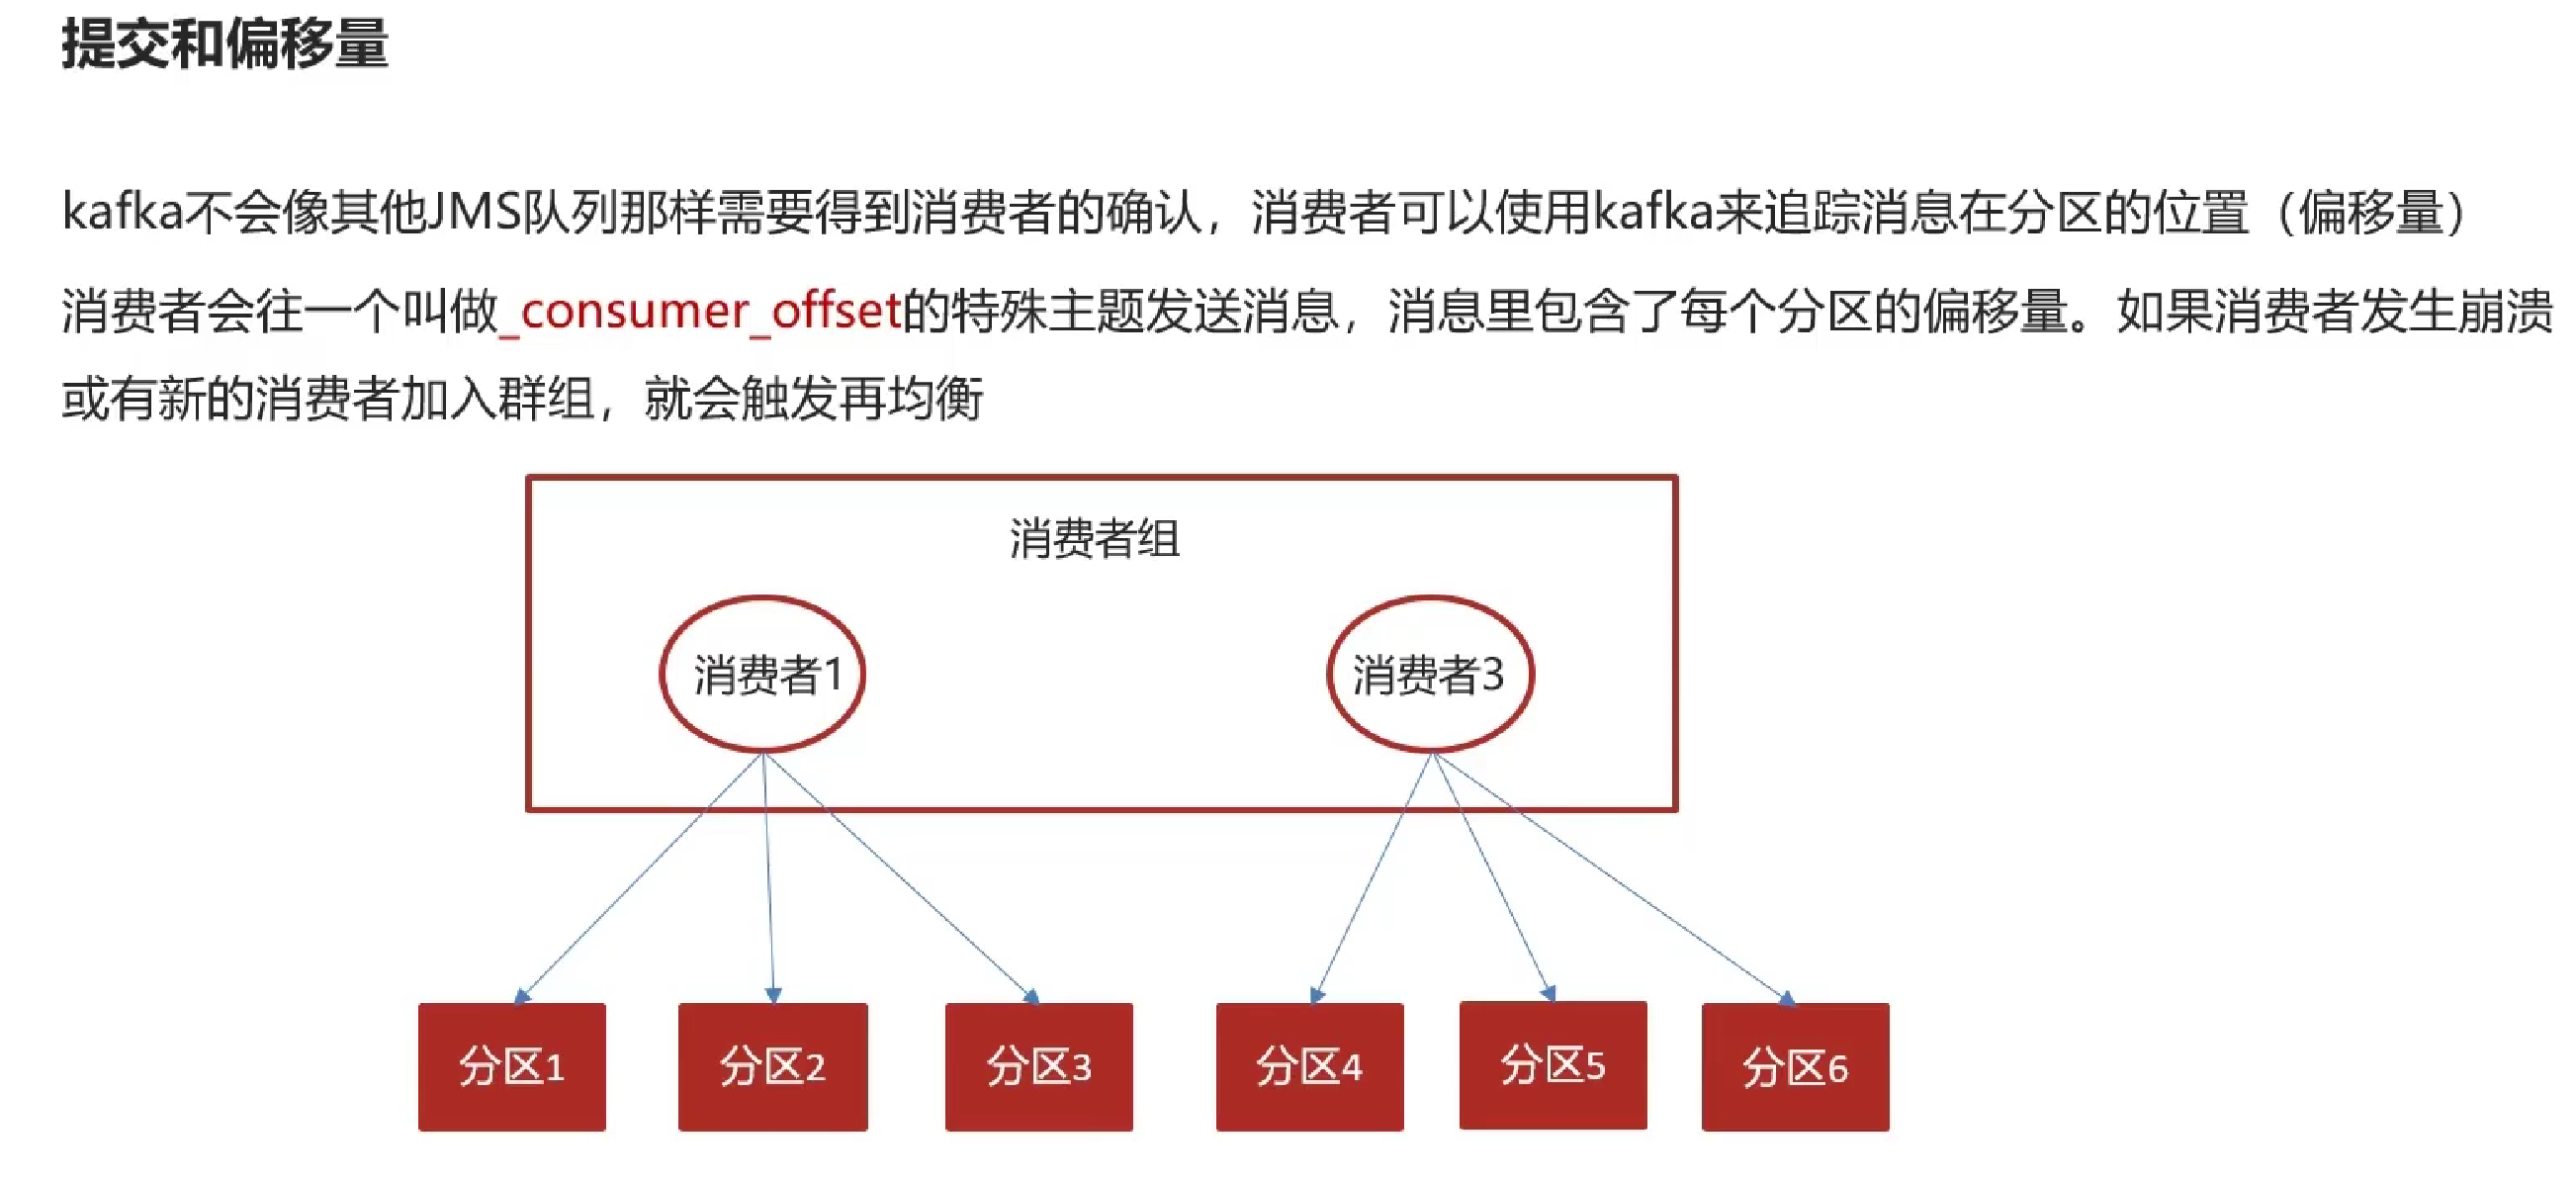 提交和偏移量
kafka不会像其他JMS队列那样需要得到消费者的确认，消费者可以使用kafka来追踪消息在分区的位置（偏移量）
消费者会往一个叫做_consumer_offset的特殊主题发送消息，消息里包含了每个分区的偏移量。如果消费者发生崩溃
或有新的消费者加入群组，就会触发再均衡
消费者组
消费者1
消费者3
分区1
分区2
分区3
分区4
分区5
分区6